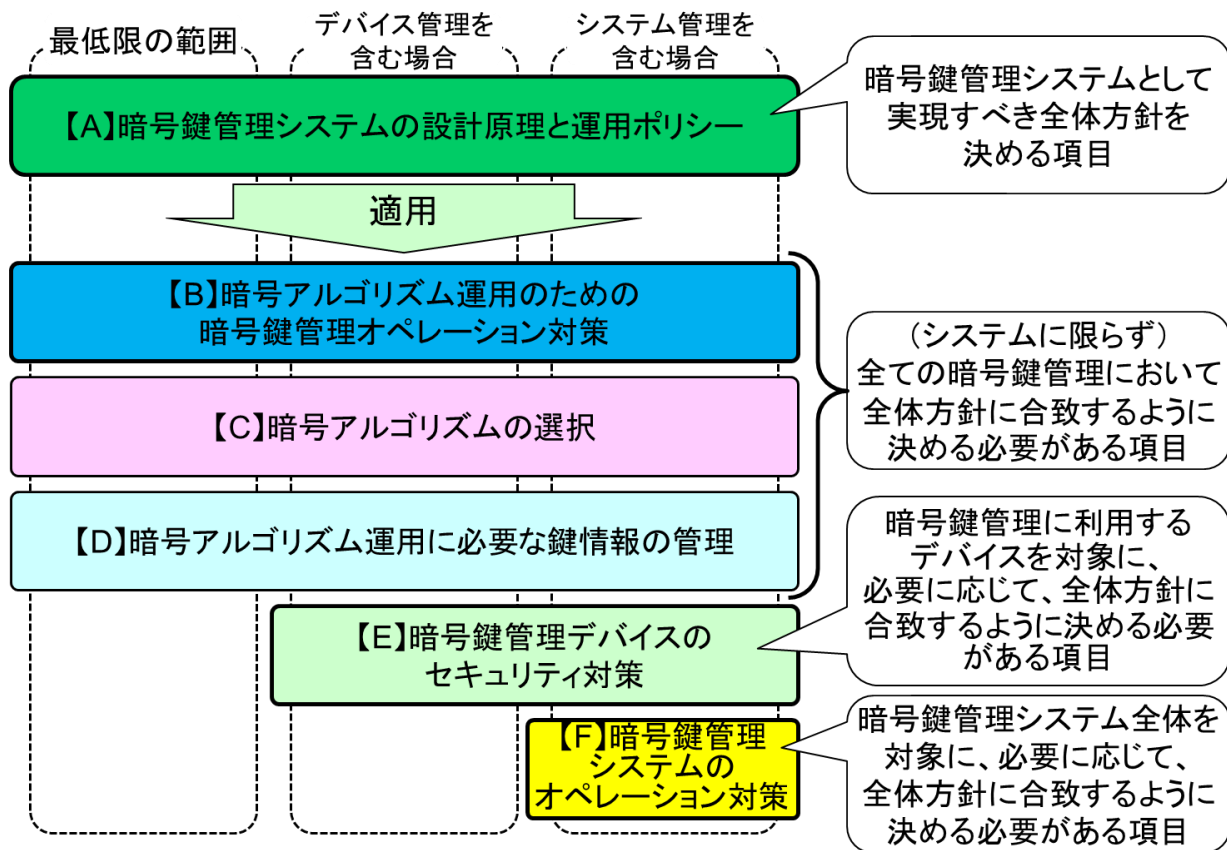 最低限の範囲
デバイス管理を
含む場合
システム管理を
含む場合
【A】暗号鍵管理システムの設計原理と運用ポリシー
暗号鍵管理システムとして
実現すべき全体方針を
決める項目
適用
【B】暗号アルゴリズム運用のための
暗号鍵管理オペレーション対策
【C】暗号アルゴリズムの選択
【D】暗号アルゴリズム運用に必要な鍵情報の管理
（システムに限らず）
全ての暗号鍵管理において
全体方針に合致するように
決める必要がある項目
【E】暗号鍵管理デバイスの
セキュリティ対策
暗号鍵管理に利用する
デバイスを対象に、
必要に応じて、全体方針に
合致するように決める必要
がある項目
【F】暗号鍵管理
システムの
オペレーション対策
暗号鍵管理システム全体を
対象に、必要に応じて、
全体方針に合致するように
決める必要がある項目